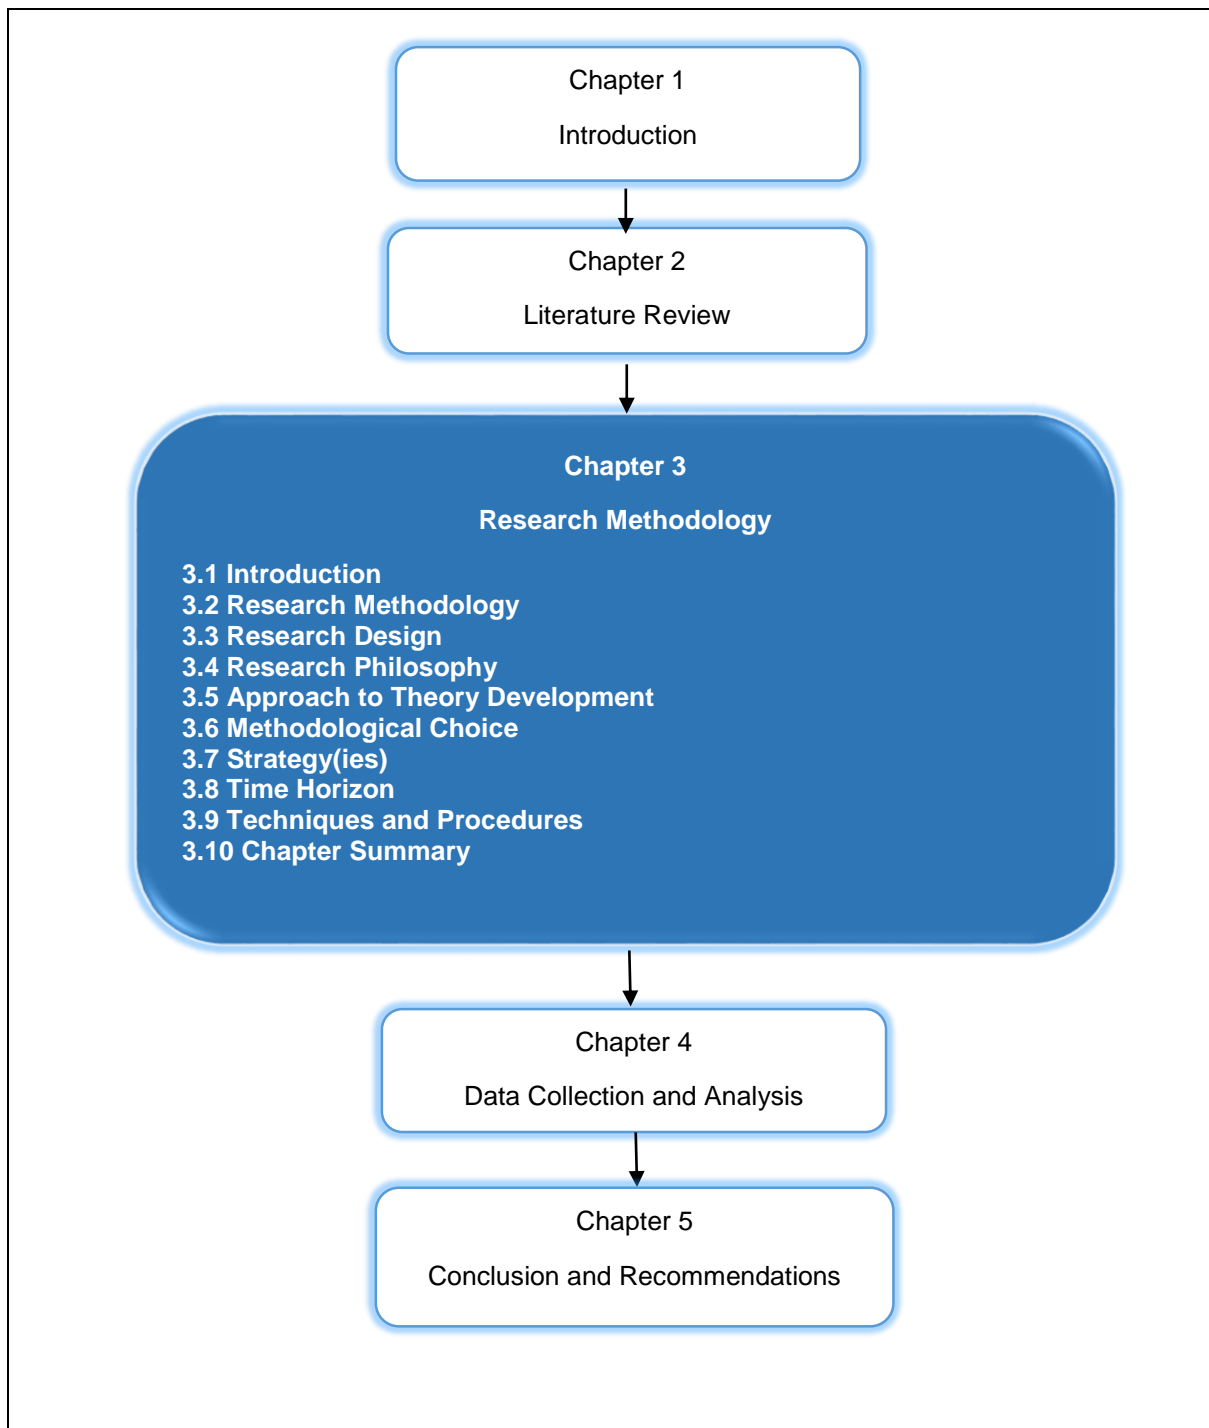 Chapter 1
Introduction
Chapter 2
Literature Review
Chapter 3
Research Methodology
3.1 Introduction
3.2 Research Methodology
3.3 Research Design
3.4 Research Philosophy
3.5 Approach to Theory Development
3.6 Methodological Choice
3.7 Strategy(ies)
3.8 Time Horizon
3.9 Techniques and Procedures
3.10 Chapter Summary
Chapter 4
Data Collection and Analysis
Chapter 5
Conclusion and Recommendations